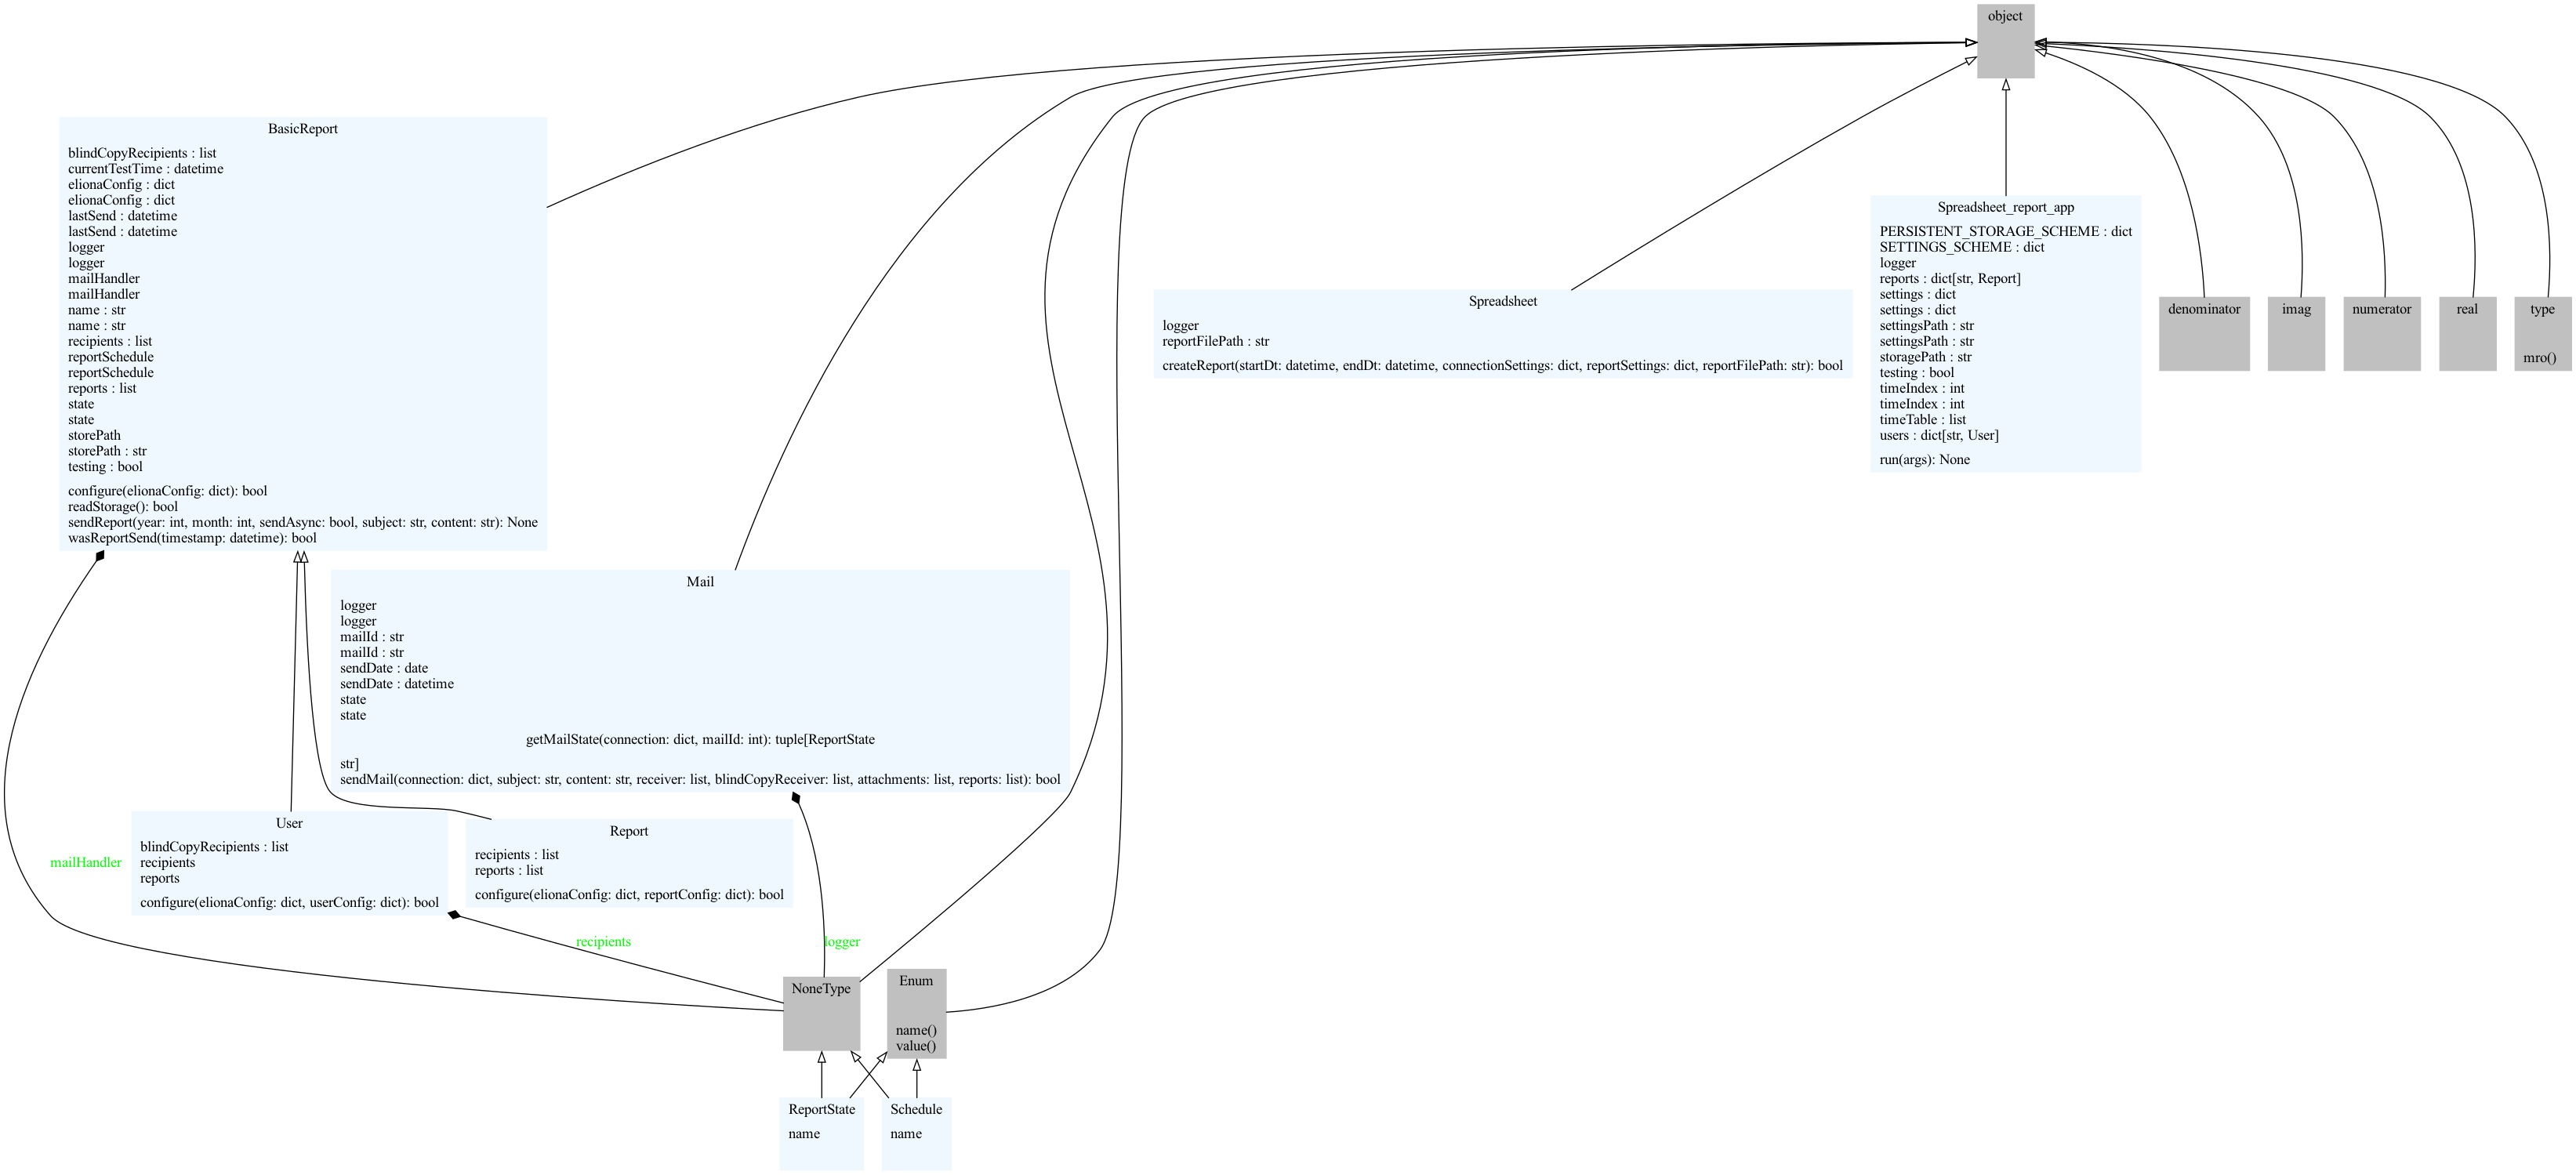 object
BasicReport
blindCopyRecipients : list
currentTestTime : datetime
elionaConfig : dict
elionaConfig : dict
lastSend : datetime
lastSend : datetime
logger
logger
mailHandler
mailHandler
name : str
name : str
recipients : list
reportSchedule
reportSchedule
reports : list
state
state
storePath
storePath : str
testing : bool
configure(elionaConfig: dict): bool
readStorage(): bool
sendReport(year: int, month: int, sendAsync: bool, subject: str, content: str): None
wasReportSend(timestamp: datetime): bool
Spreadsheet
logger
reportFilePath : str
createReport(startDt: datetime, endDt: datetime, connectionSettings: dict, reportSettings: dict, reportFilePath: str): bool
Spreadsheet_report_app
PERSISTENT_STORAGE_SCHEME : dict
SETTINGS_SCHEME : dict
logger
reports : dict[str, Report]
settings : dict
settings : dict
settingsPath : str
settingsPath : str
storagePath : str
testing : bool
timeIndex : int
timeIndex : int
timeTable : list
users : dict[str, User]
run(args): None
denominator
imag
numerator
real
type
mro()
Mail
logger
logger
mailId : str
mailId : str
sendDate : date
sendDate : datetime
state
state
getMailState(connection: dict, mailId: int): tuple[ReportState
str]
sendMail(connection: dict, subject: str, content: str, receiver: list, blindCopyReceiver: list, attachments: list, reports: list): bool
mailHandler
User
blindCopyRecipients : list
recipients
reports
configure(elionaConfig: dict, userConfig: dict): bool
Report
recipients : list
reports : list
configure(elionaConfig: dict, reportConfig: dict): bool
recipients
logger
NoneType
Enum
name()
value()
ReportState
name
Schedule
name